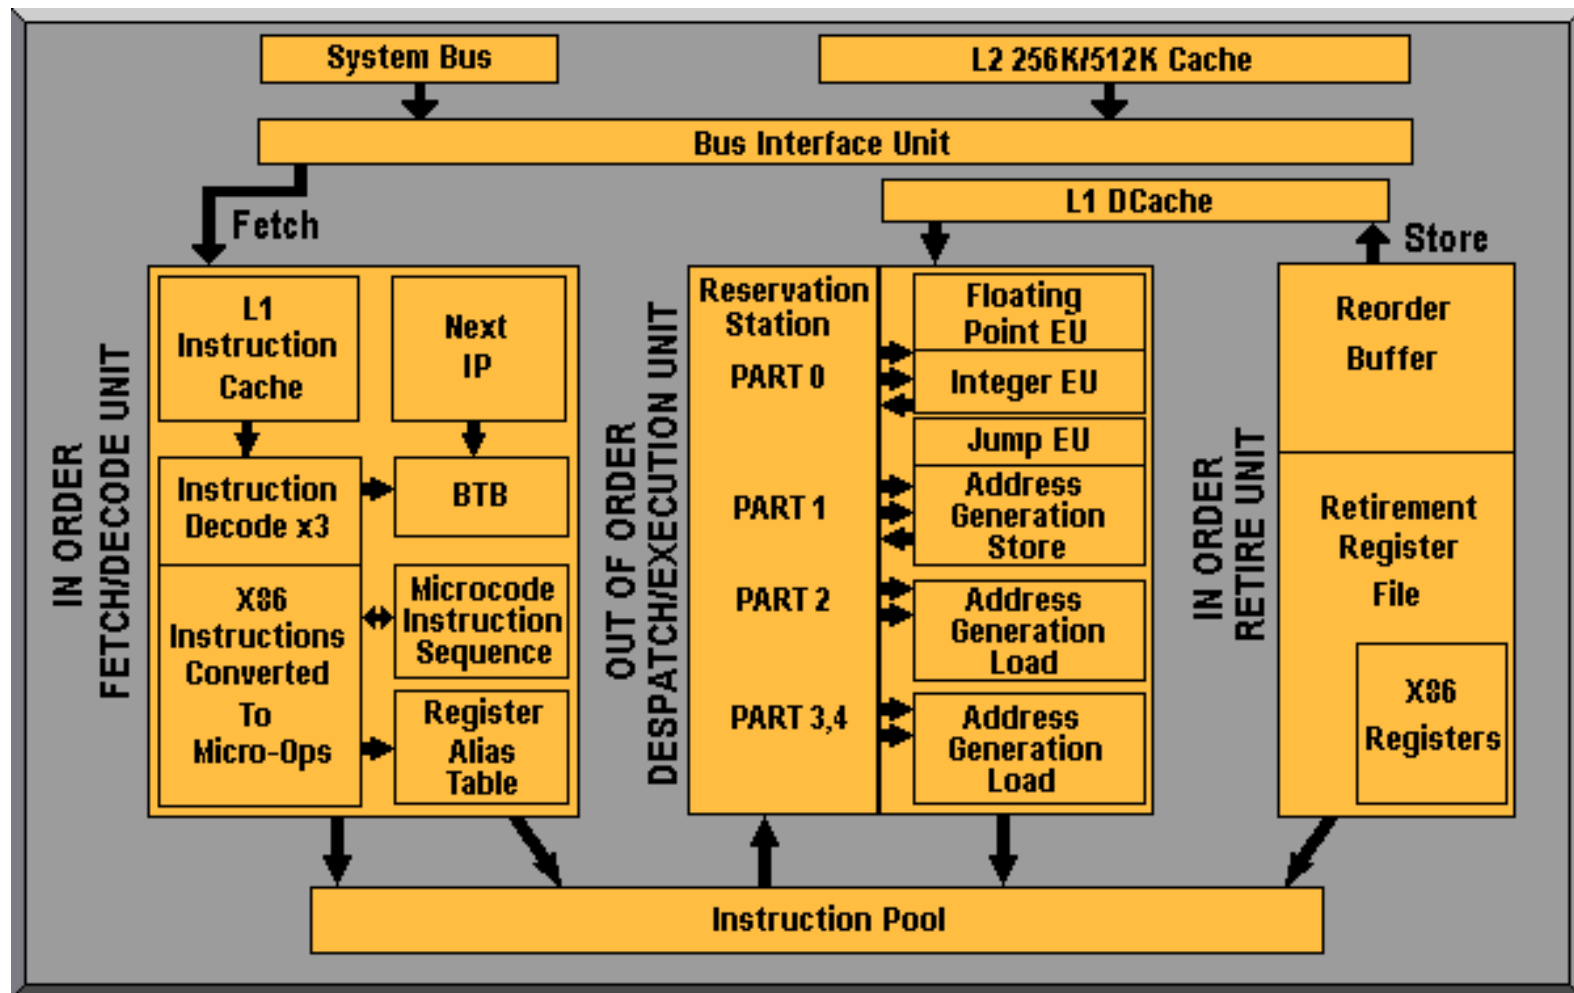 System Bus
L2 256K/512K Cache
Bus Interface Unit
L1 DCache
Fetch
Store
IN ORDER
FETCH/DECODE UNIT
L1
Instruction
Cache
Next
IP
Instruction
Decode x3
BTB
X86
Instructions
Converted
To
Micro-Ops
Microcode
Instruction
Sequence
Register
Alias
Table
OUT OF ORDER
DESPATCH/EXECUTION UNIT
Reservation
Station
PART 0
PART 1
PART 2
PART 3,4
Floating
Point EU
Integer EU
Jump EU
Address
Generation
Store
Address
Generation
Load
Address
Generation
Load
IN ORDER
RETIRE UNIT
Reorder
Buffer
Retirement
Register
File
X86
Registers
Instruction Pool